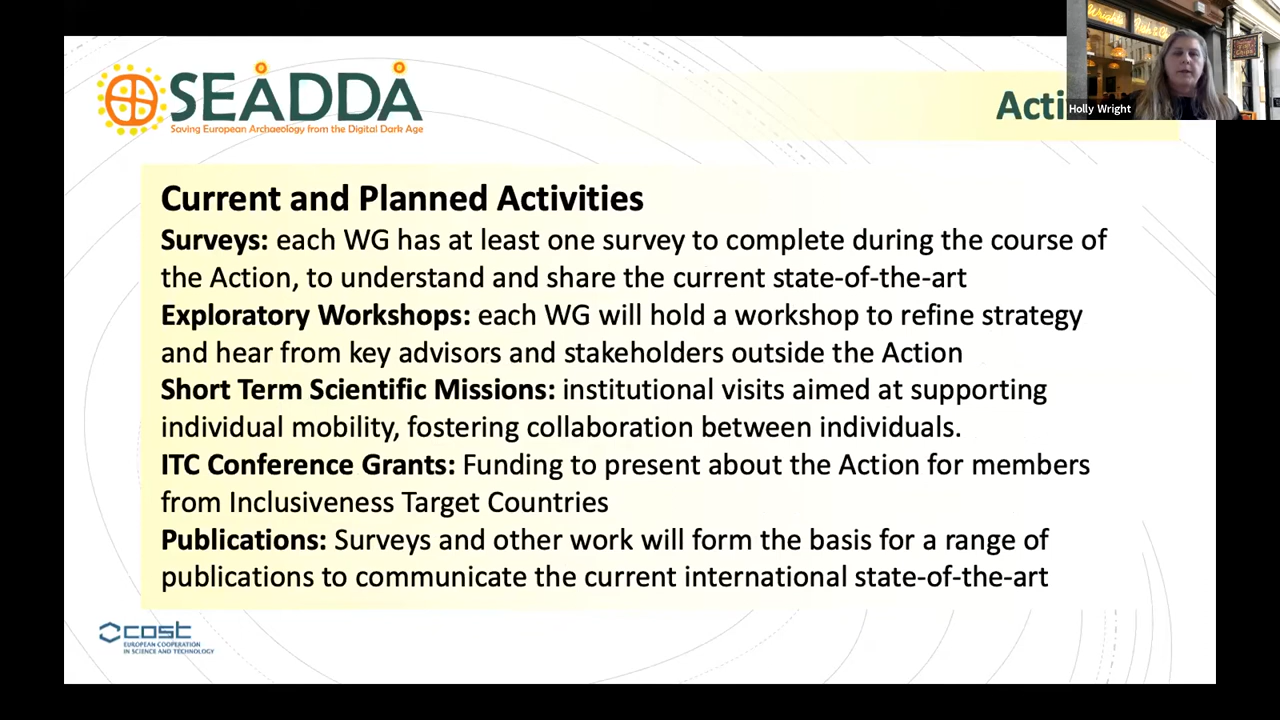 SEADDA
Saving European Archaeology from the Digital Dark Age
Holly Wright
Current and Planned Activities
Surveys: each WG has at least one survey to complete during the course of
the Action, to understand and share the current state-of-the-art
Exploratory Workshops: each WG will hold a workshop to refine strategy
and hear from key advisors and stakeholders outside the Action
Short Term Scientific Missions: institutional visits aimed at supporting
individual mobility, fostering collaboration between individuals.
ITC Conference Grants: Funding to present about the Action for members
from Inclusiveness Target Countries
Publications: Surveys and other work will form the basis for a range of
publications to communicate the current international state-of-the-art
cost
EUROPEAN COOPERATION
IN SCIENCE AND TECHNOLOGY